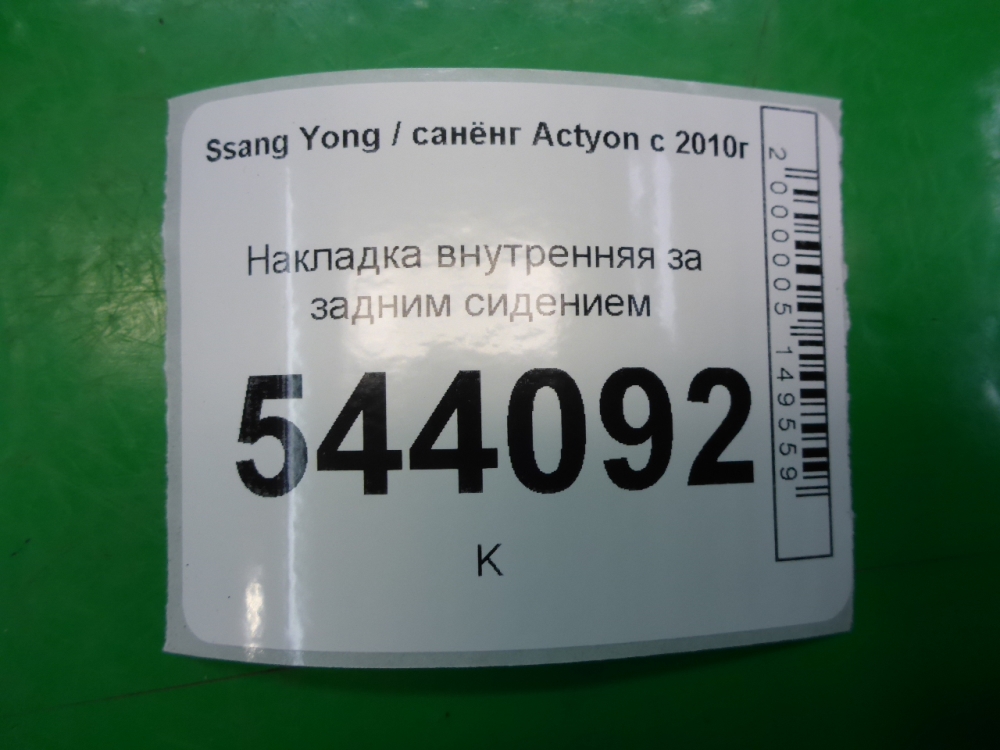 Ssang Yong / санёнг Actyon с 2010г
Накладка внутренняя за
задним сидением
544092
К
2000005149559